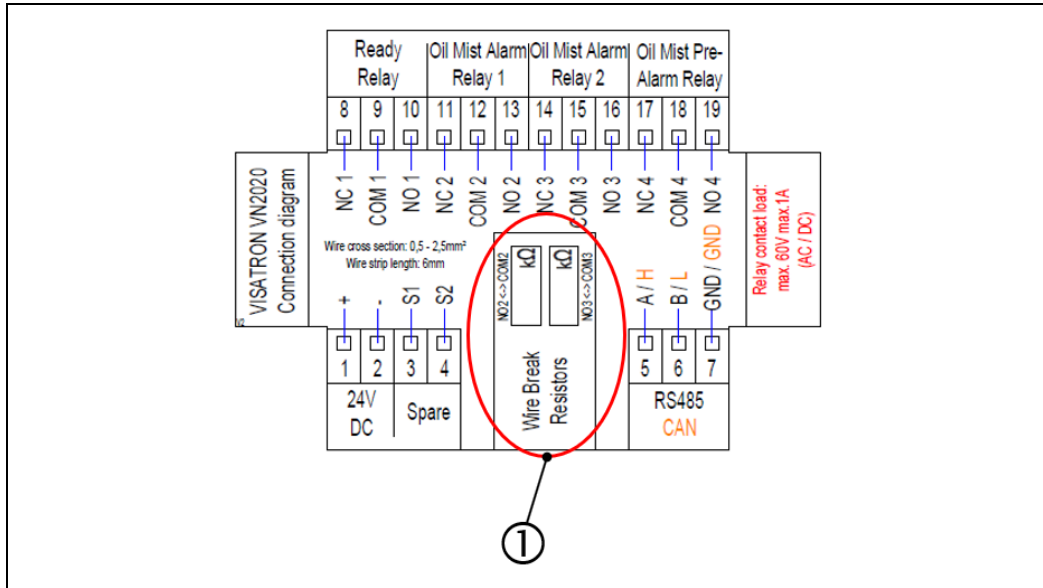 Ready
Relay
Oil Mist Alarm
Relay 1
Oil Mist Alarm
Relay 2
Oil Mist Pre-
Alarm Relay
8 9 10 11 12 13 14 15 16 17 18 19
NC 1
COM 1
NO 1
NC 2
COM 2
NO 2
NC 3
COM 3
NO 3
NC 4
COM 4
NO 4
VISATRON VN2020
Connection diagram
Wire cross section: 0,5 - 2,5mm²
Wire strip length: 6mm
+
-
S1
S2
NO2<->COM2
kΩ
kΩ
NO3<->COM3
Wire Break
Resistors
A / H
B / L
GND / GND
Relay contact load:
max. 60V max.1A
(AC / DC)
1 2 3 4 5 6 7
24V
DC
Spare
RS485
CAN
①